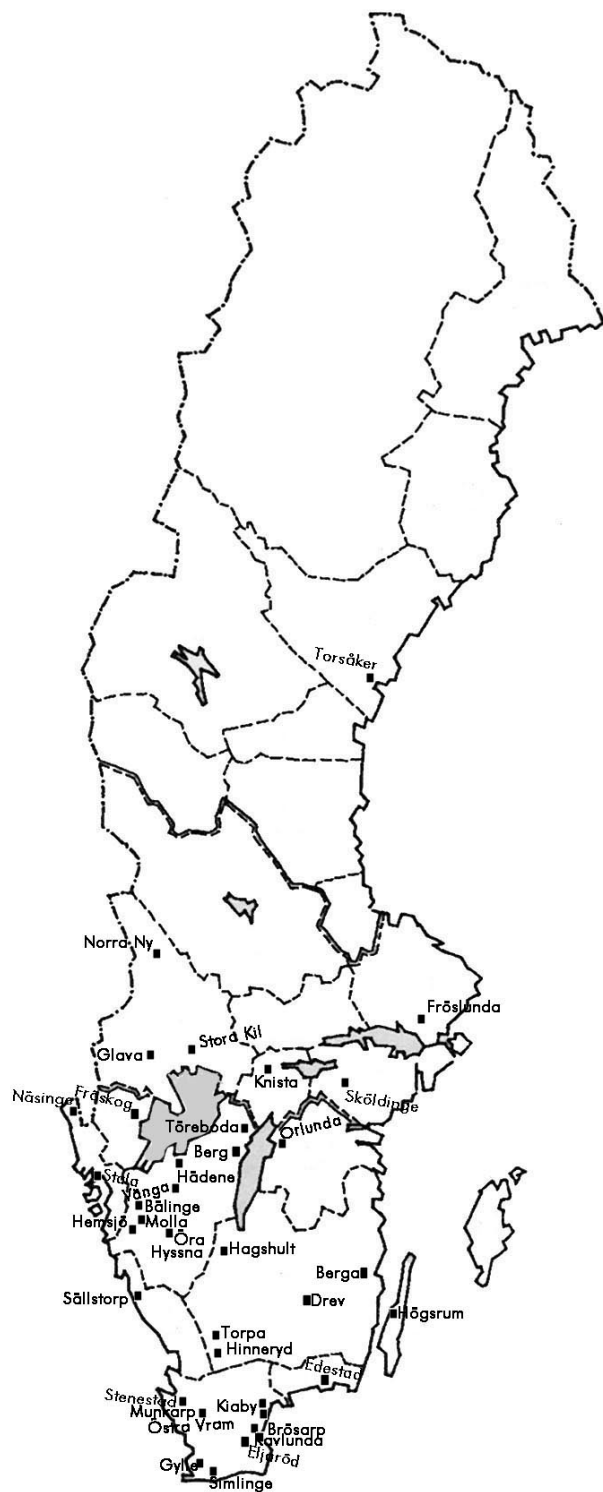 Torsåker
Norra Ny
Fröslunda
Stora Kil
Glava
Knista
Sköldinge
Näsinge
Fräskog
Töreboda
Örlunda
Berg
Hädene
Stala
Vånga
Bälinge
Molla
Hemsjö
Öra
Hyssna
Hagshult
Berga
Sällstorp
Drev
Högsrum
Torpa
Hinneryd
Edestad
Stenestad
Kiaby
Munkarp
Östra Vram
Brösarp
Ravlunda
Eljaröd
Gylle
Simlinge